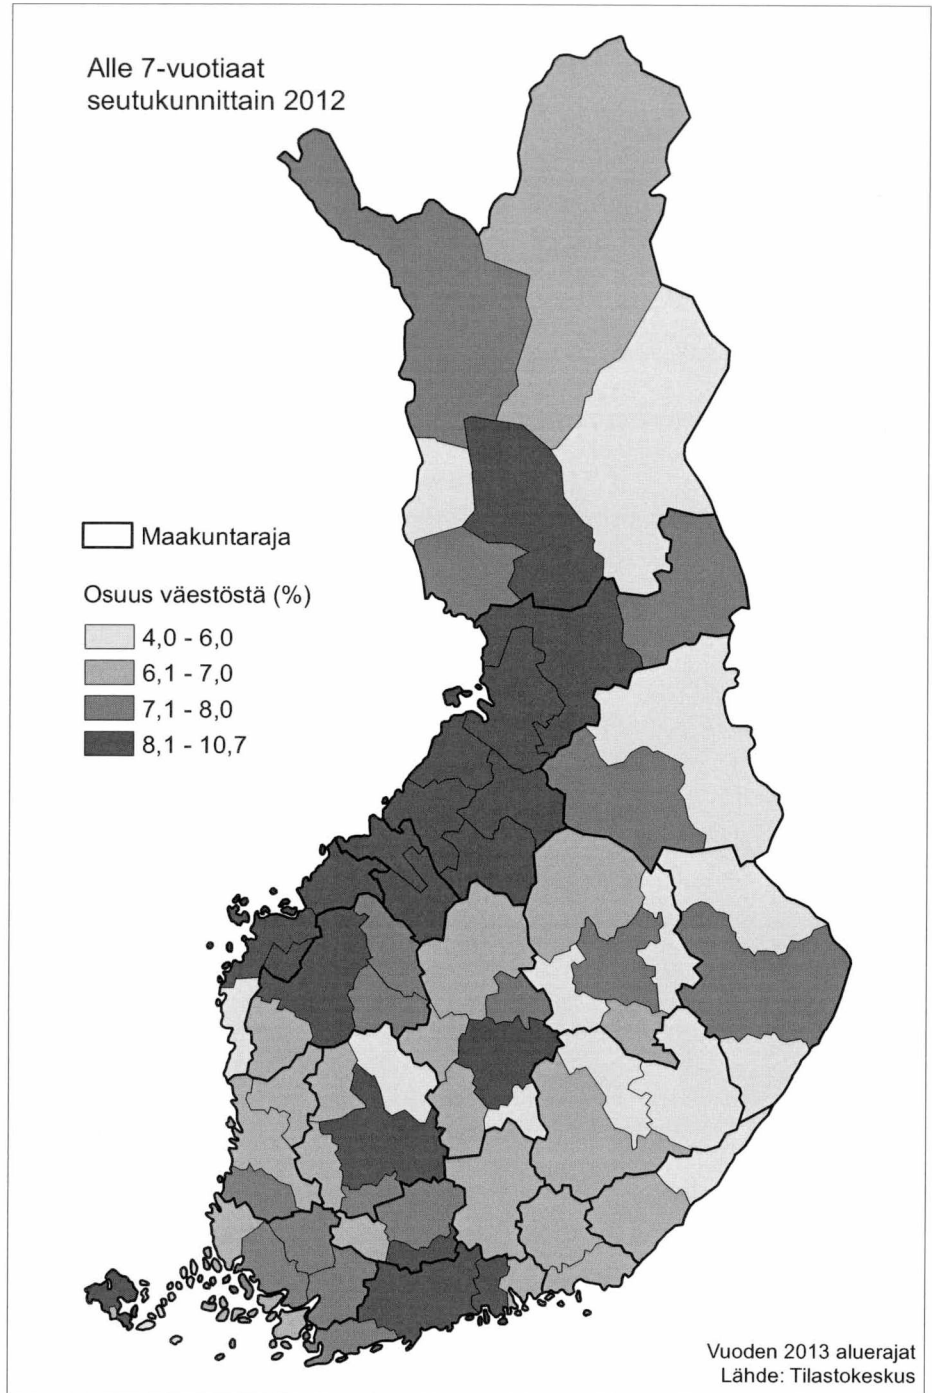 Alle 7-vuotiaat
seutukunnittain 2012
Maakuntaraja
Osuus väestöstä (%)
4,0 - 6,0
6,1 - 7,0
7,1 - 8,0
8,1 - 10,7
Vuoden 2013 aluerajat
Lähde: Tilastokeskus